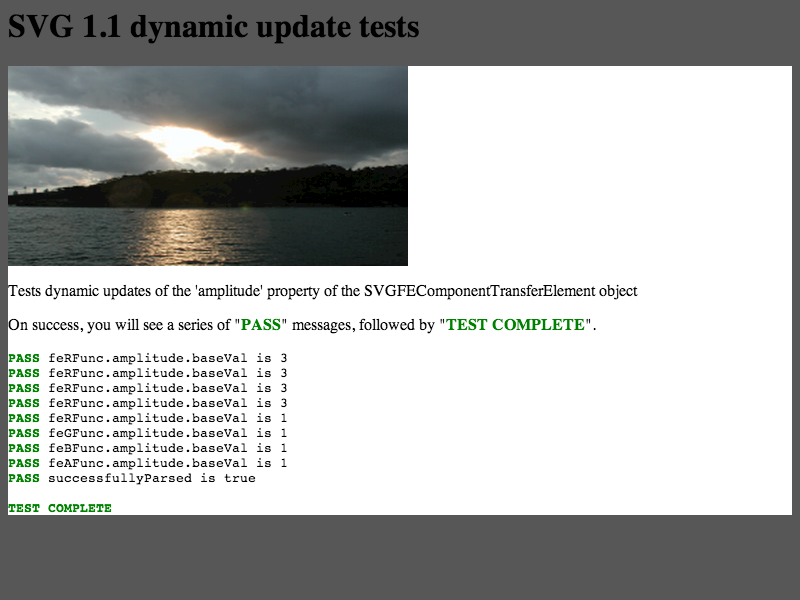 SVG 1.1 dynamic update tests
Tests dynamic updates of the 'amplitude' property of the SVGFEComponentTransferElement object
On success, you will see a series of "PASS" messages, followed by "TEST COMPLETE".
PASS feRFunc.amplitude.baseVal is 3
PASS feRFunc.amplitude.baseVal is 3
PASS feRFunc.amplitude.baseVal is 3
PASS feRFunc.amplitude.baseVal is 3
PASS feRFunc.amplitude.baseVal is 1
PASS feGFunc.amplitude.baseVal is 1
PASS feBFunc.amplitude.baseVal is 1
PASS feAFunc.amplitude.baseVal is 1
PASS successfullyParsed is true
TEST COMPLETE